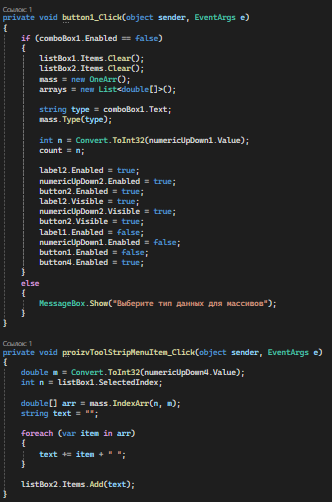 Ссылок: 1
private void button1_Click(object sender, EventArgs e)
{
if (comboBox1.Enabled == false)
{
listBox1.Items.Clear();
listBox2.Items.Clear();
mass = new OneArr();
arrays = new List<double[]>();
string type = comboBox1.Text;
mass.Type(type);
int n = Convert.ToInt32(numericUpDown1.Value);
count = n;
label2.Enabled = true;
numericUpDown2.Enabled = true;
button2.Enabled = true;
label2.Visible = true;
numericUpDown2.Visible = true;
button2.Visible = true;
label1.Enabled = false;
numericUpDown1.Enabled = false;
button1.Enabled = false;
button4.Enabled = true;
}
else
{
MessageBox.Show("Выберите тип данных для массивов");
}
}
Ссылок: 1
private void proizvToolStripMenuItem_Click(object sender, EventArgs e)
{
double m = Convert.ToInt32(numericUpDown4.Value);
int n = listBox1.SelectedIndex;
double[] arr = mass.IndexArr(n, m);
string text = "";
foreach (var item in arr)
{
text += item + " ";
}
listBox2.Items.Add(text);
}